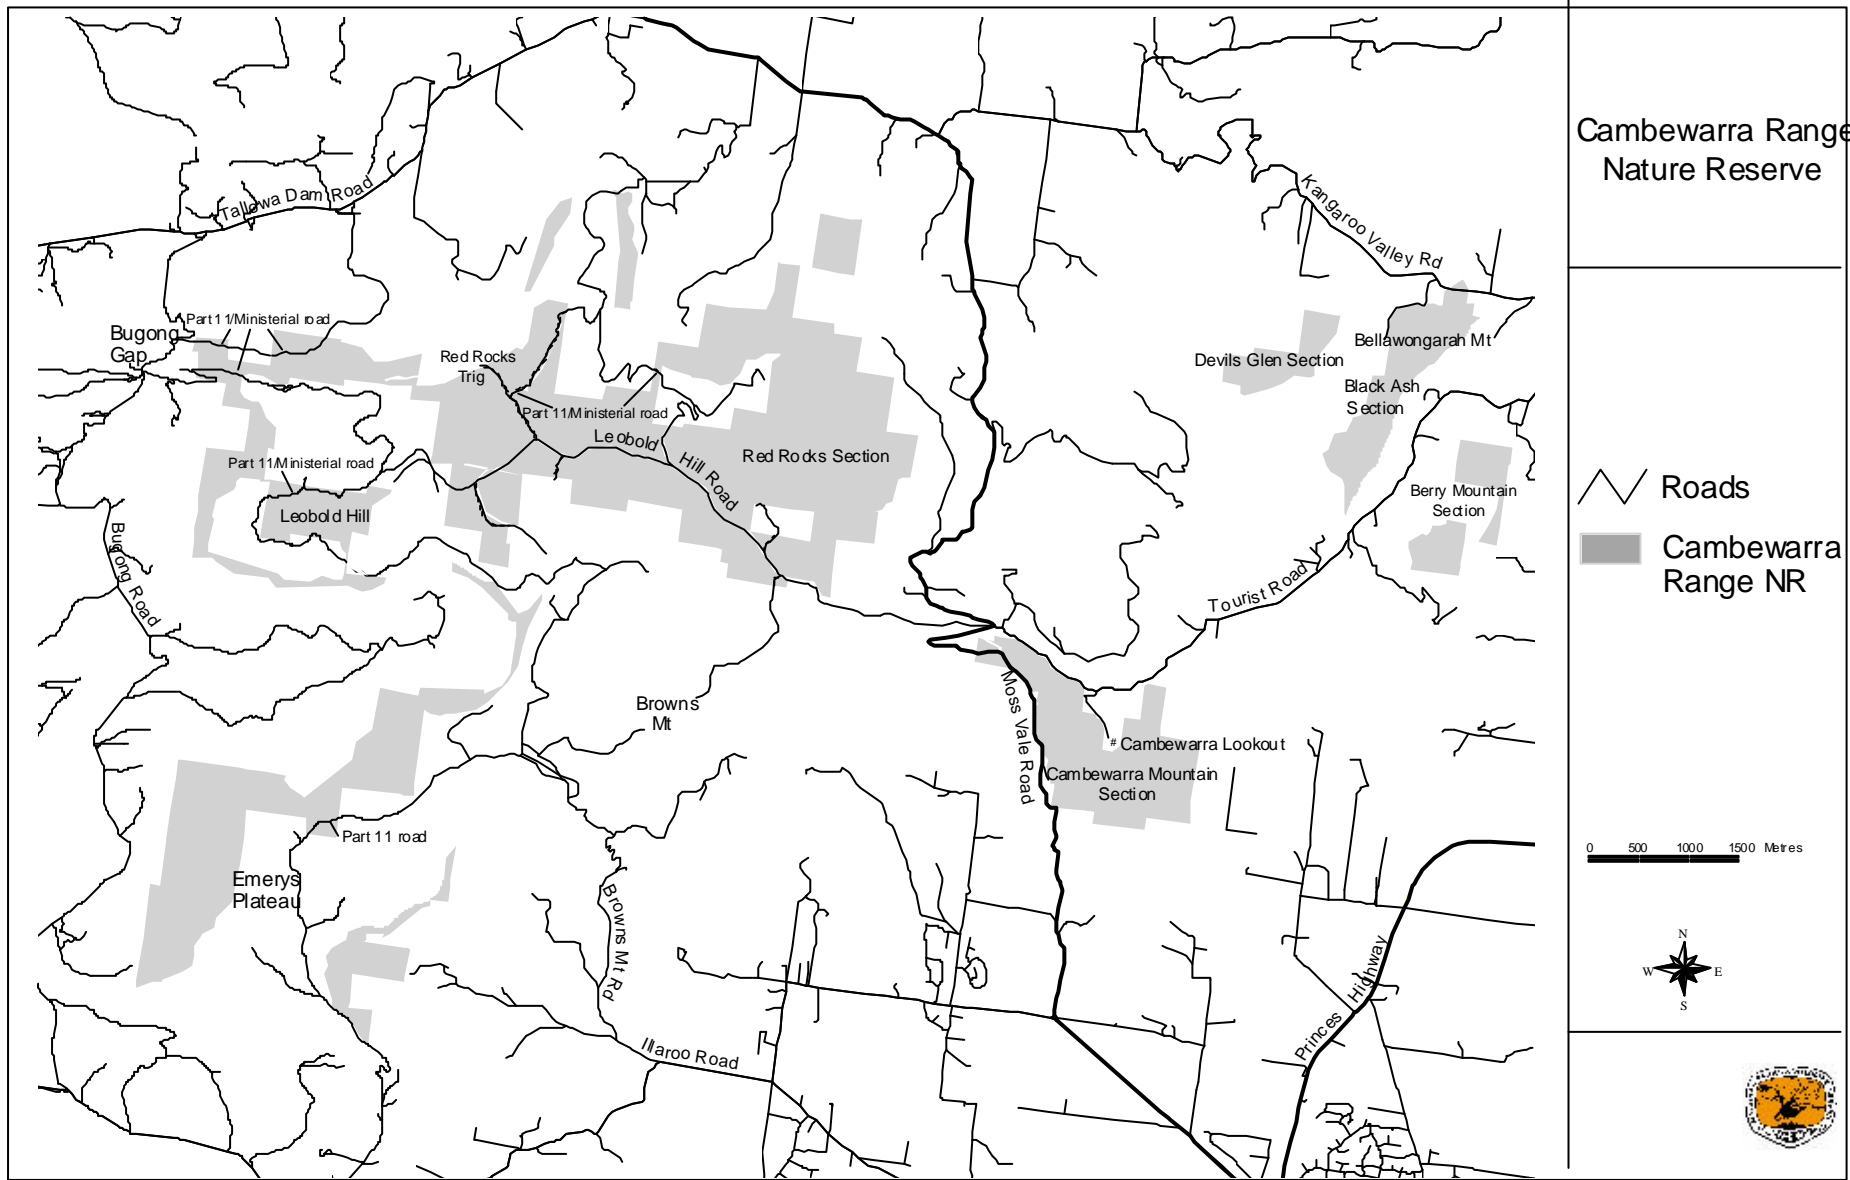 Cambewarra Range
Nature Reserve
Tallowa Dam Road
Kangaroo Valley Rd
Part 11/Ministerial road
Bugong
Gap
Red Rocks
Trig
Part 11/Ministerial road
Leobold Hill Road
Red Rocks Section
Devils Glen Section
Bellawongarah Mt
Black Ash
Section
Berry Mountain
Section
Part 11/Ministerial road
Leobold Hill
Bugong Road
Tourist Road
Browns
Mt
Moss Vale Road
# Cambewarra Lookout
Cambewarra Mountain
Section
Part 11 road
Emerys
Plateau
Browns Mt Rd
Illaroo Road
Princes Highway
Roads
Cambewarra
Range NR
0 500 1000 1500 Metres
N
W E
S